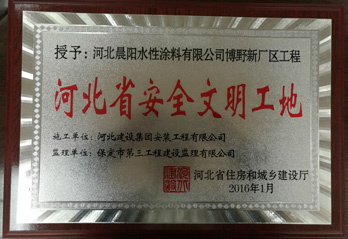 授予：河北晨阳水性涂料有限公司博野新厂区工程
河北省安全文明工地
施工单位：河北建设集团安装工程有限公司
监理单位：保定市第三工程建设监理有限公司
河北省住房和城乡建设厅
2016年1月